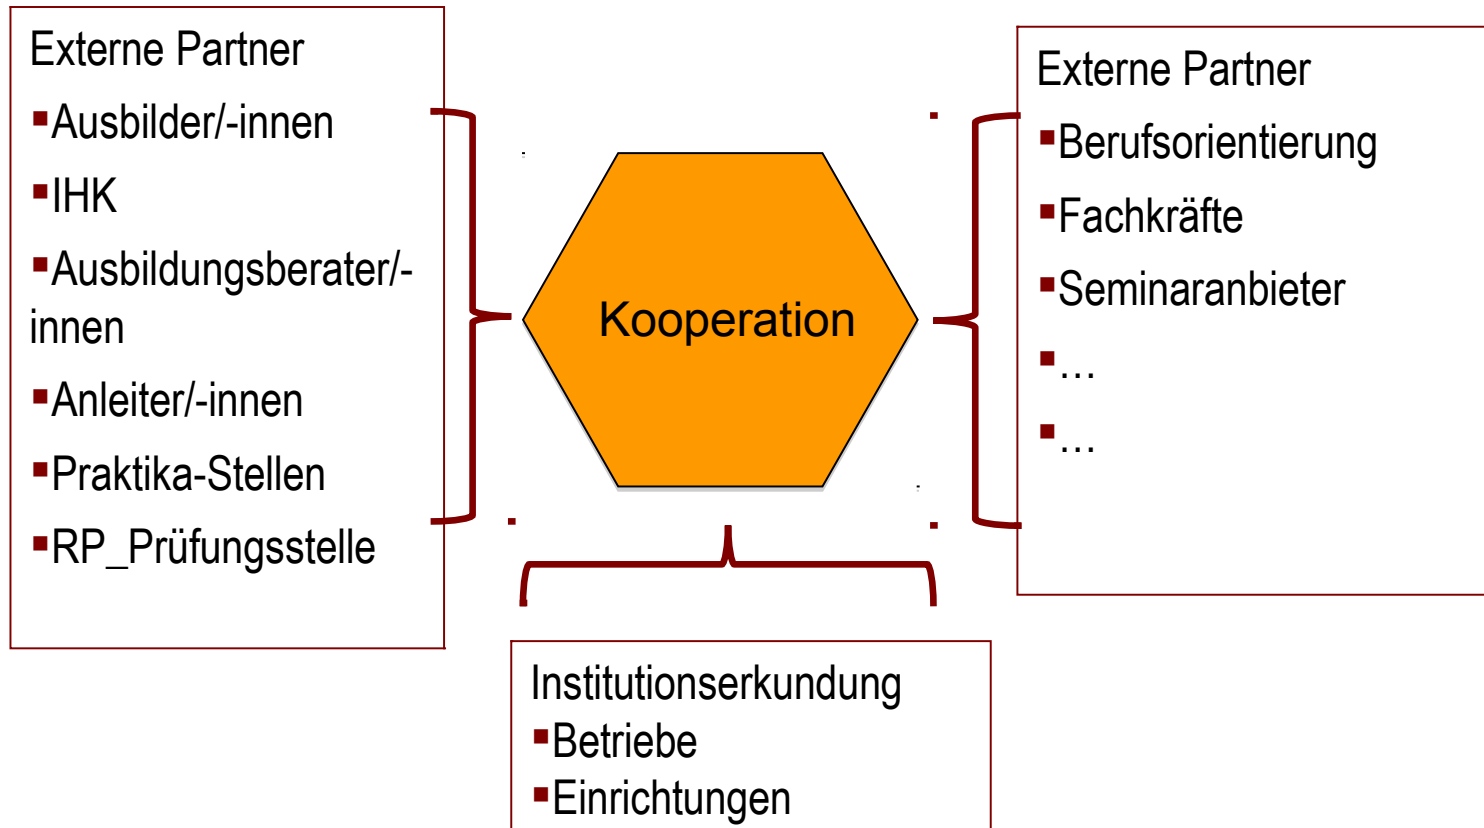 Externe Partner
▪Ausbilder/-innen
▪IHK
▪Ausbildungsberater/-
innen
▪Anleiter/-innen
▪Praktika-Stellen
▪RP_Prüfungsstelle
Kooperation
Externe Partner
▪Berufsorientierung
▪Fachkräfte
▪Seminaranbieter
▪…
▪…
Institutionserkundung
▪Betriebe
▪Einrichtungen